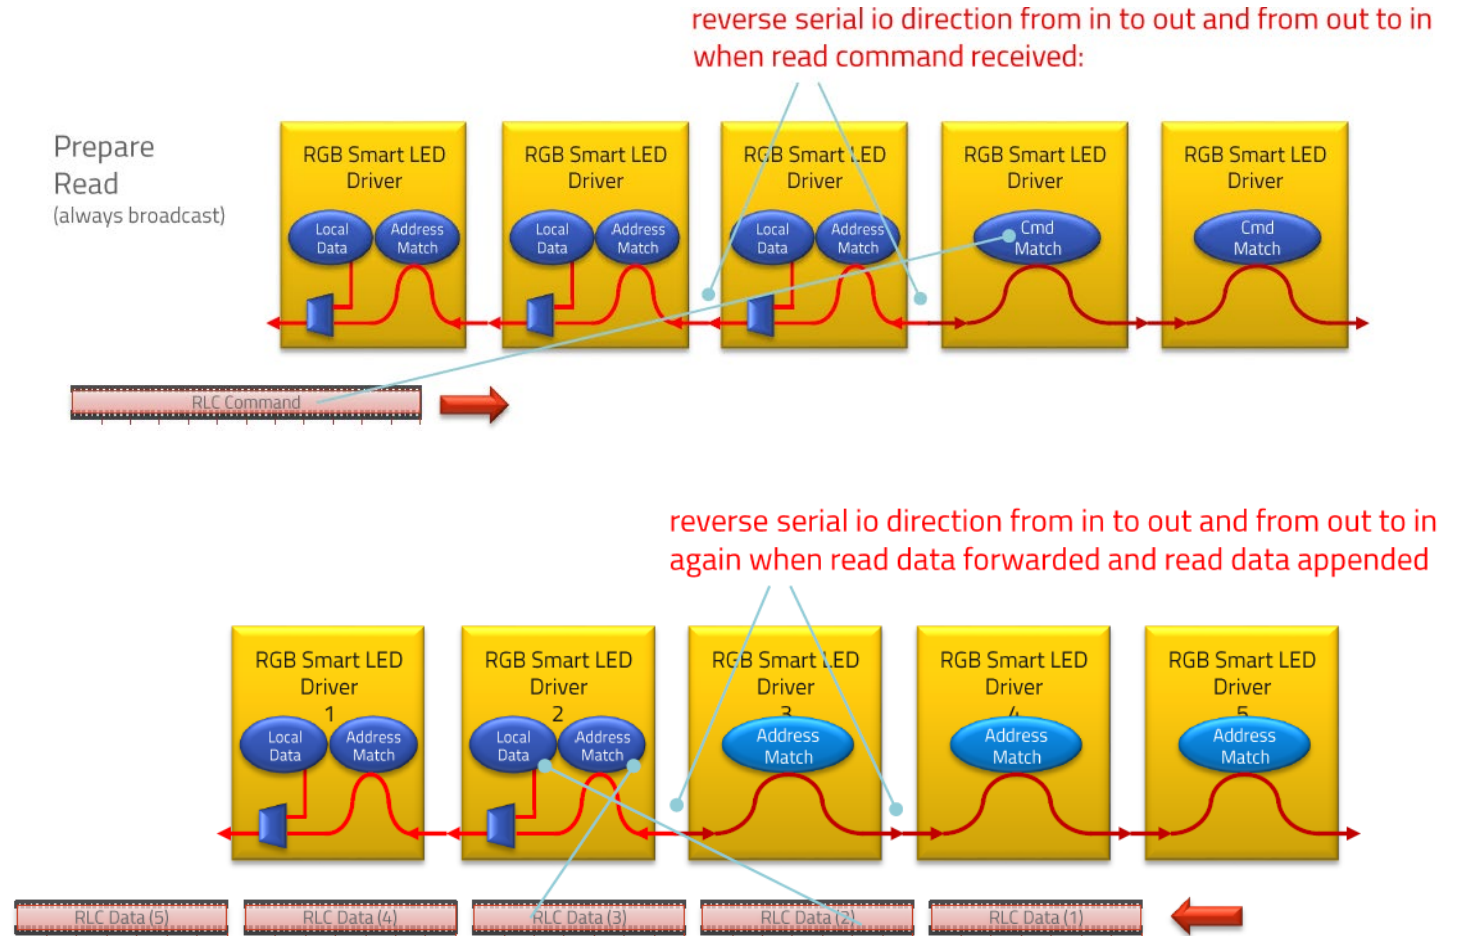 reverse serial io direction from in to out and from out to in
when read command received:
Prepare
Read
(always broadcast)
RGB Smart LED
Driver
Local
Data
Address
Match
RGB Smart LED
Driver
Local
Data
Address
Match
RGB Smart LED
Driver
Local
Data
Address
Match
RGB Smart LED
Driver
Cmd
Match
RGB Smart LED
Driver
Cmd
Match
RLC Command
reverse serial io direction from in to out and from out to in
again when read data forwarded and read data appended
RGB Smart LED
Driver
1
Local
Data
Address
Match
RGB Smart LED
Driver
2
Local
Data
Address
Match
RGB Smart LED
Driver
3
Address
Match
RGB Smart LED
Driver
4
Address
Match
RGB Smart LED
Driver
5
Address
Match
RLC Data (5)
RLC Data (4)
RLC Data (3)
RLC Data (2)
RLC Data (1)